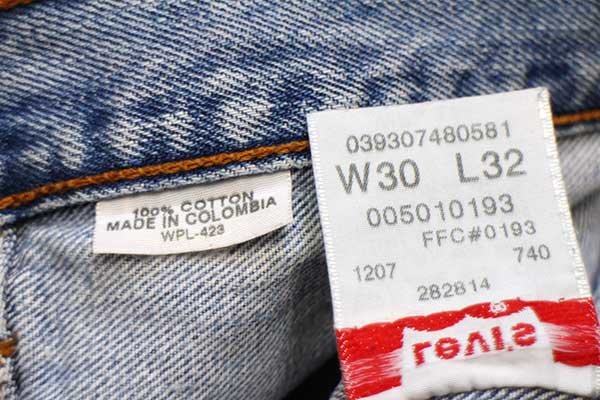 100% COTTON
MADE IN COLOMBIA
WPL-423
039307480581
W30 L32
005010193
FFC#0193
1207 740
282814
Levi's
®